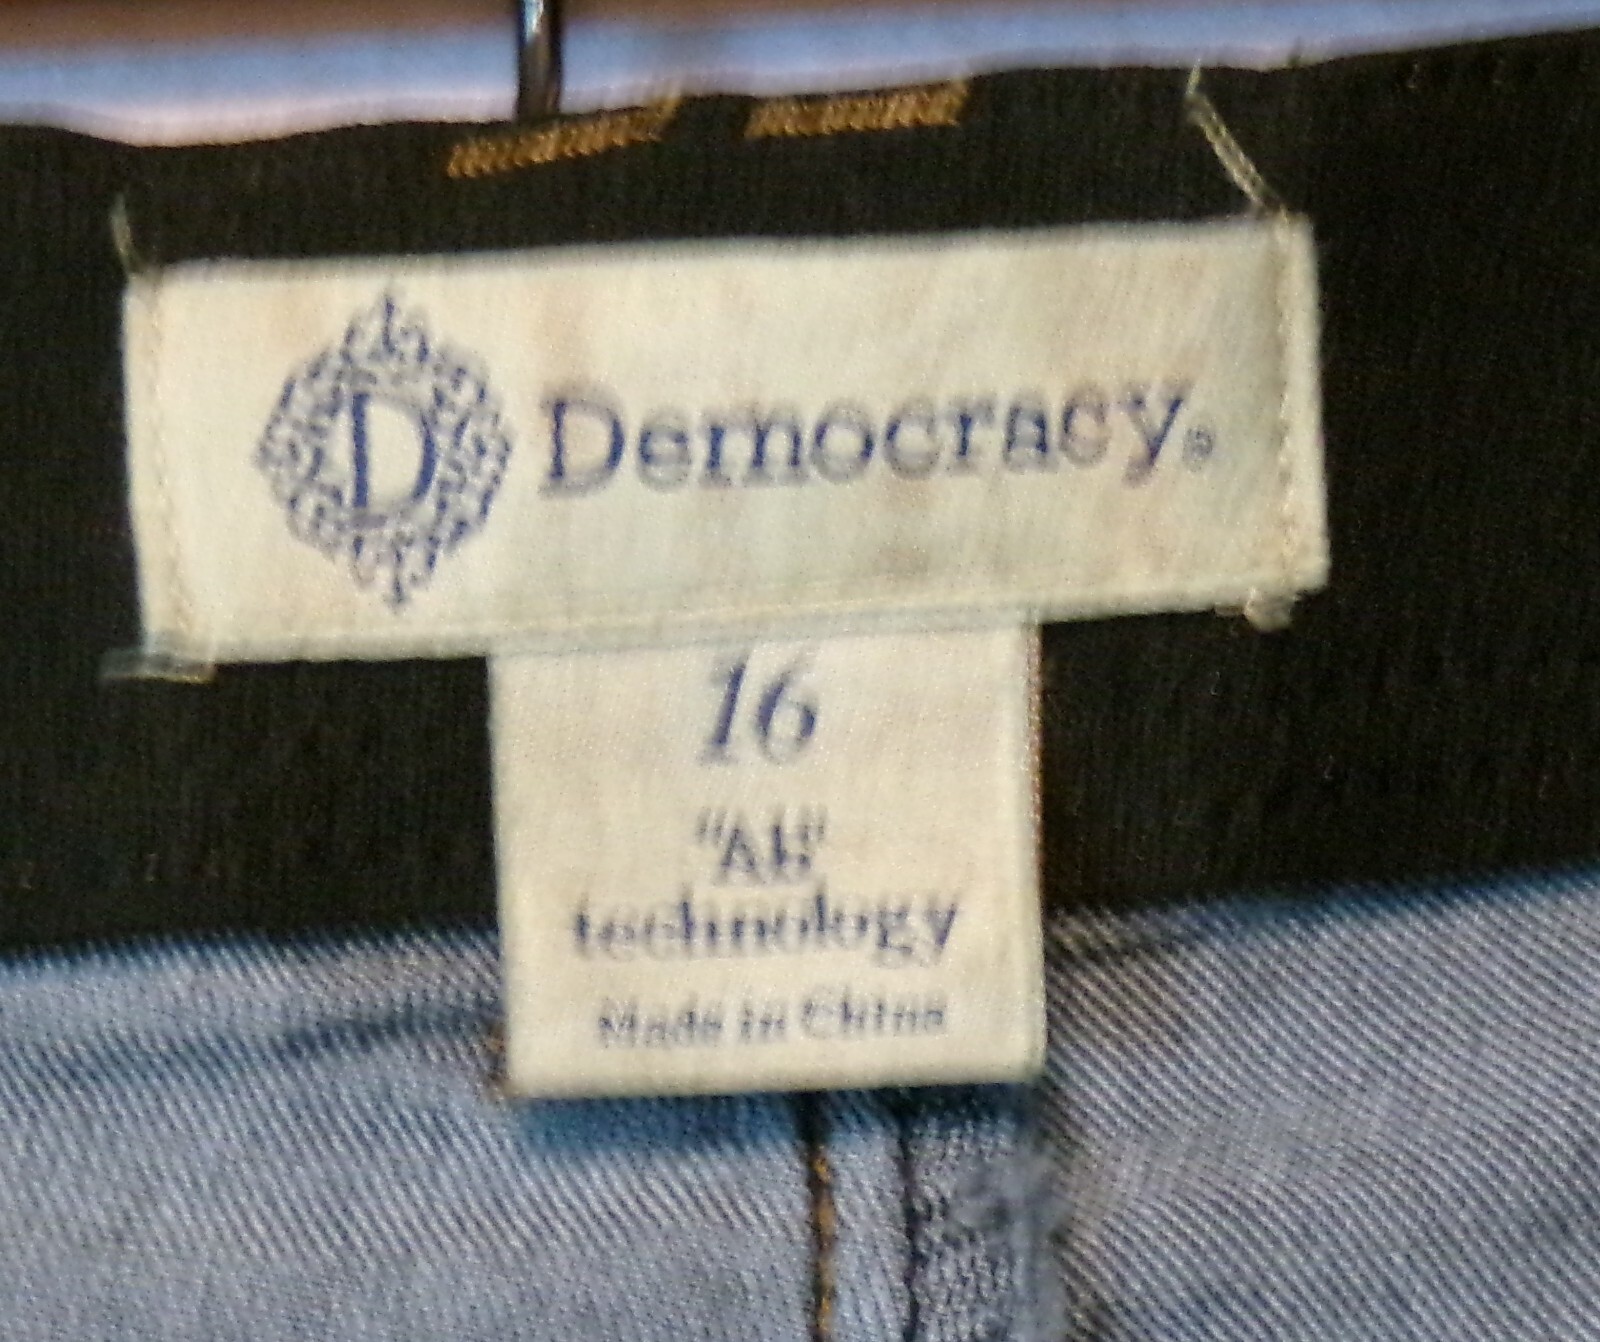 D Democracy®
16
"Ab"
technology
Made in China